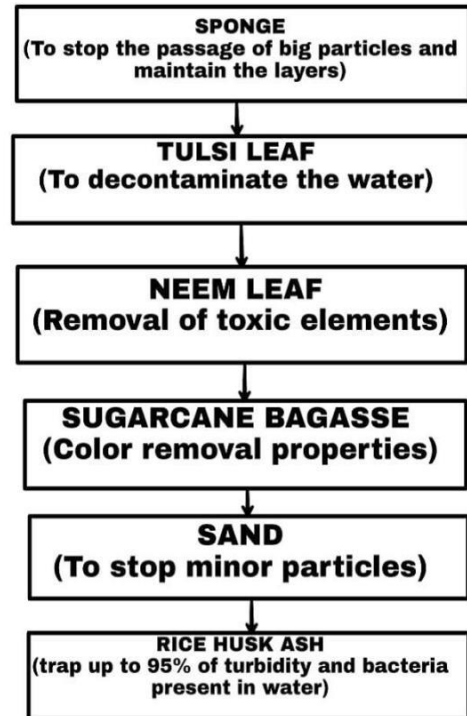 SPONGE
(To stop the passage of big particles and
maintain the layers)
TULSI LEAF
(To decontaminate the water)
NEEM LEAF
(Removal of toxic elements)
SUGARCANE BAGASSE
(Color removal properties)
SAND
(To stop minor particles)
RICE HUSK ASH
(trap up to 95% of turbidity and bacteria
present in water)